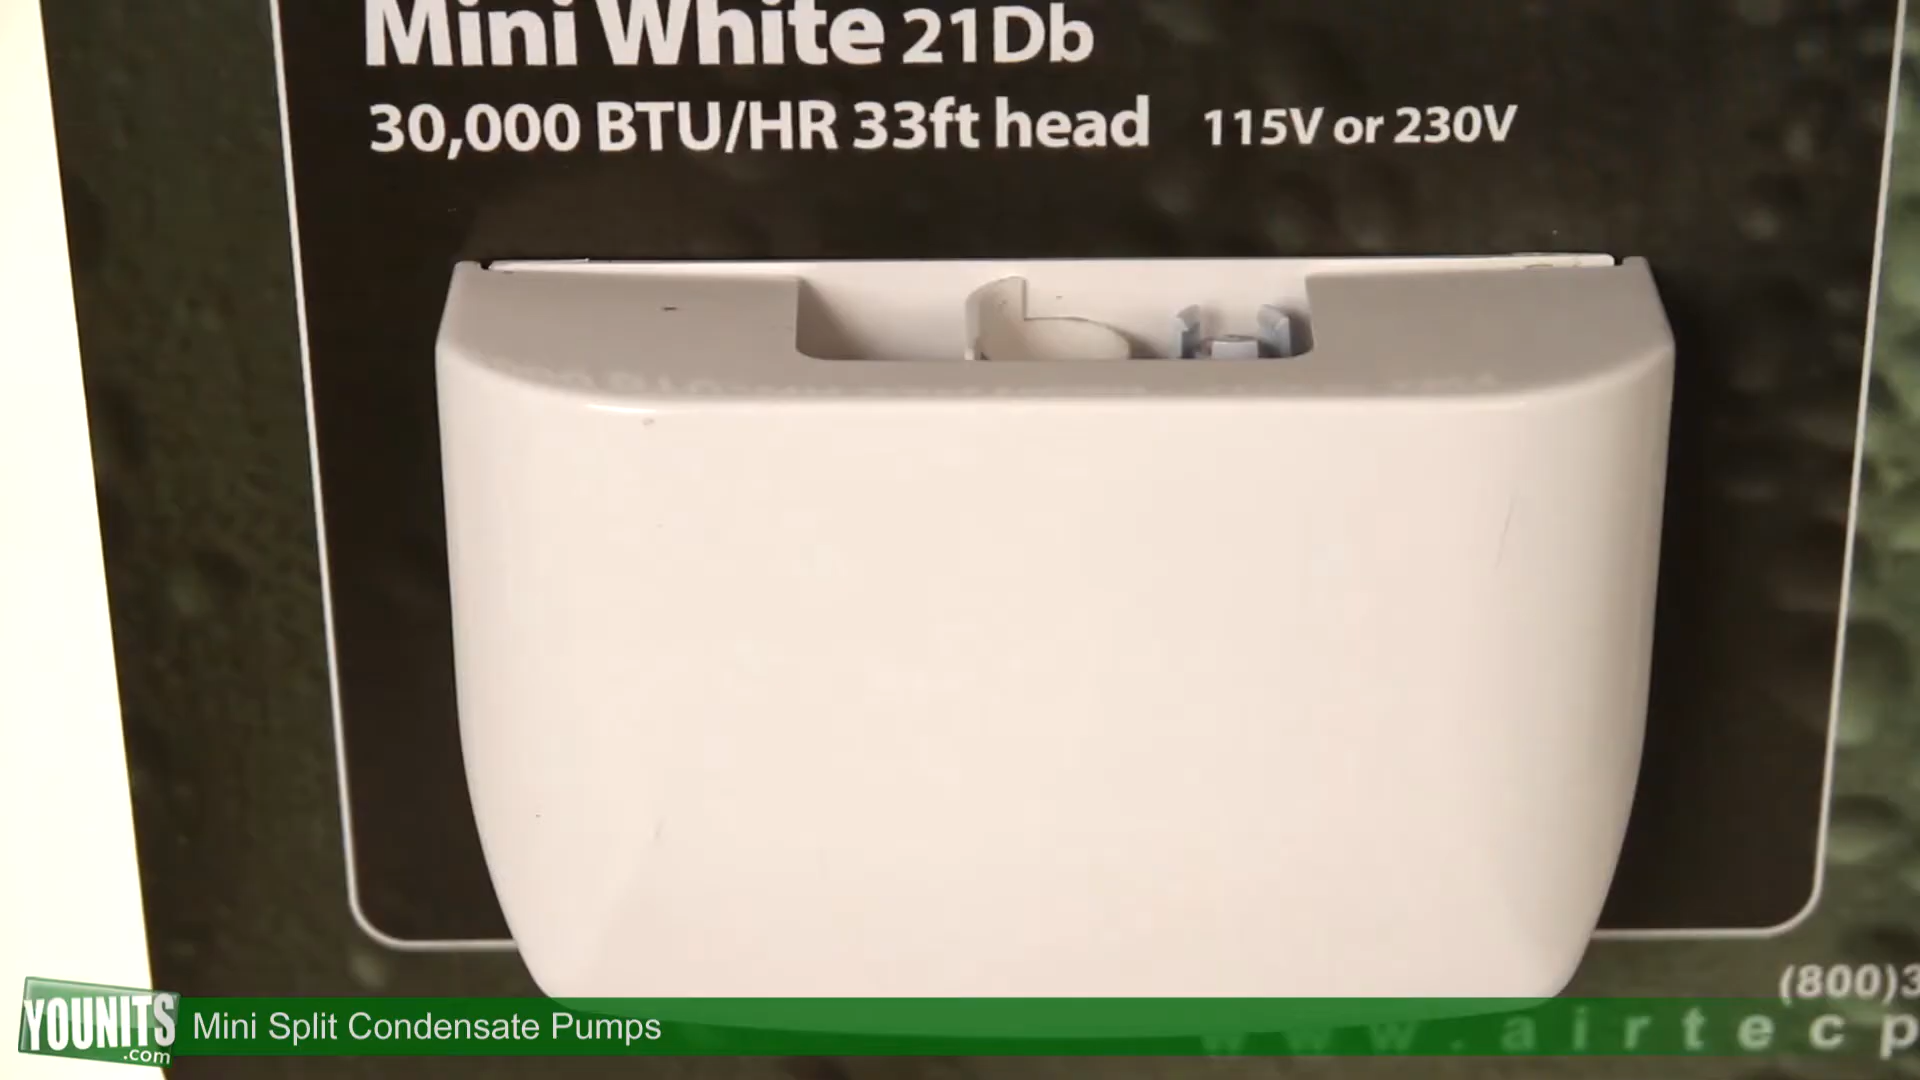 Mini White 21Db
30,000 BTU/HR 33ft head 115V or 230V
(800)3
www.airtecp
YOUNITS
.com
Mini Split Condensate Pumps